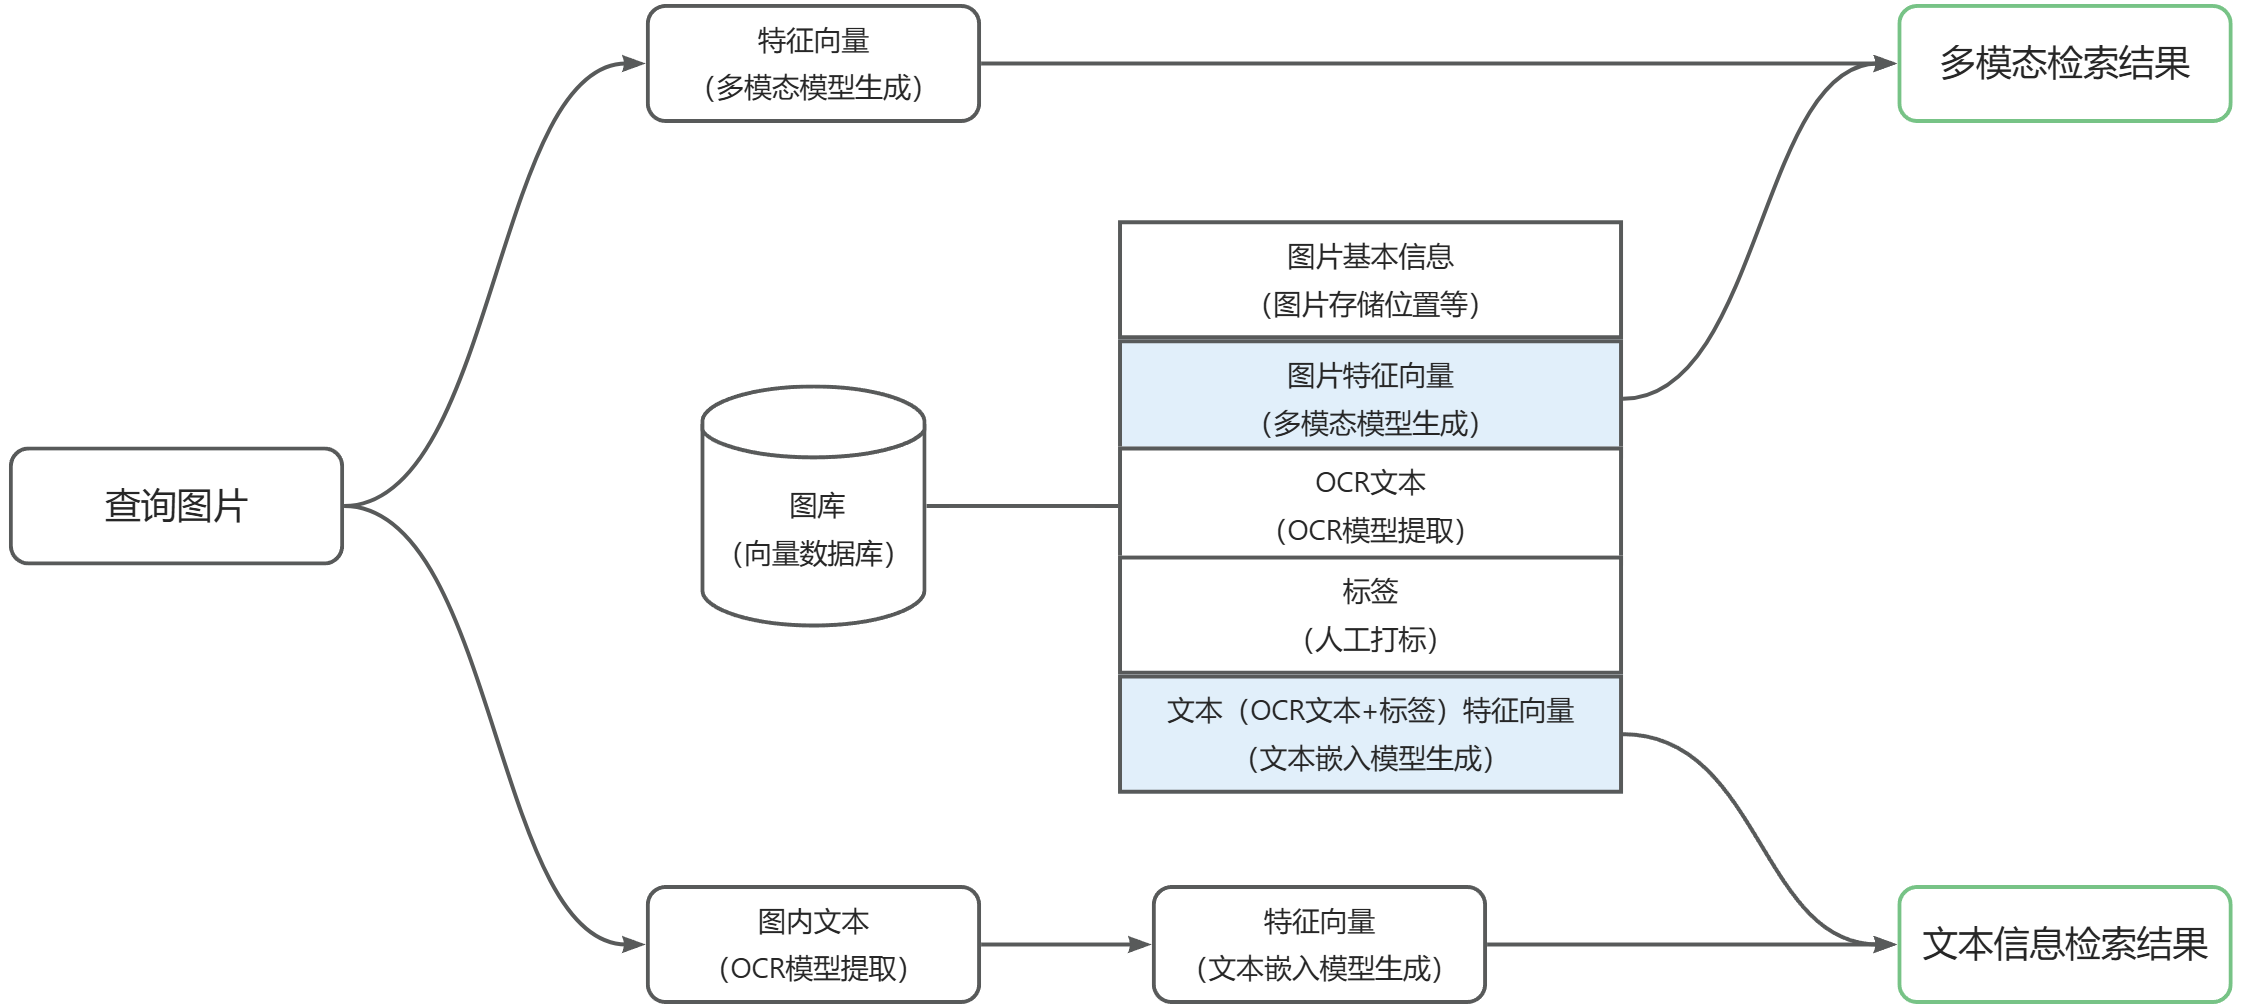 特征向量
（多模态模型生成）
多模态检索结果
图片基本信息
（图片存储位置等）
图片特征向量
（多模态模型生成）
查询图片
图库
（向量数据库）
OCR文本
（OCR模型提取）
标签
（人工打标）
文本（OCR文本+标签）特征向量
（文本嵌入模型生成）
图内文本
（OCR模型提取）
特征向量
（文本嵌入模型生成）
文本信息检索结果